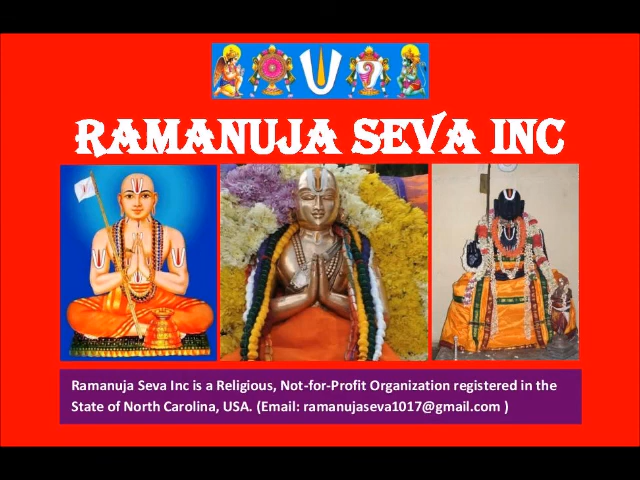 RAMANUJA SEVA INC
Ramanuja Seva Inc is a Religious, Not-for-Profit Organization registered in the
State of North Carolina, USA. (Email: ramanujaseva1017@gmail.com )